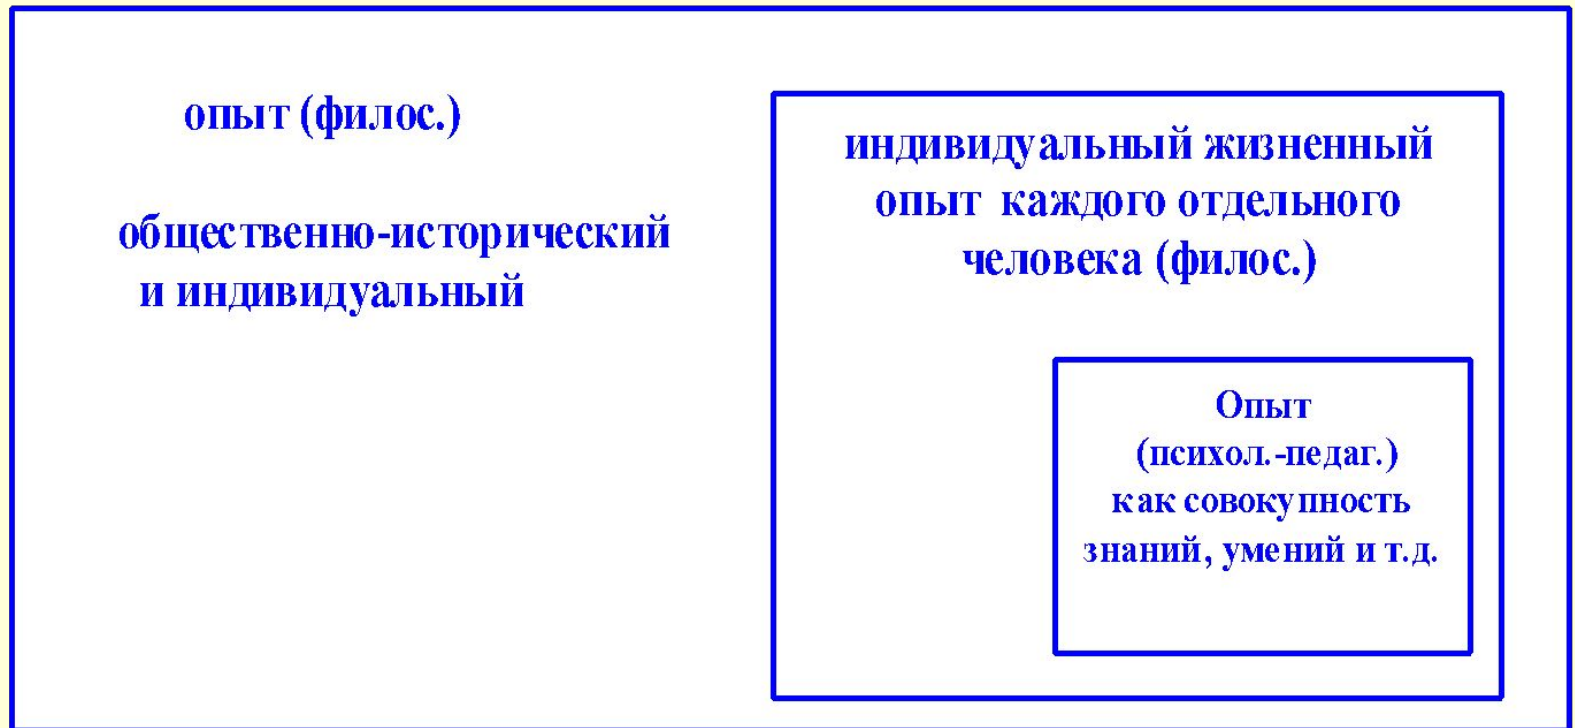 опыт (филос.)
общественно-исторический
и индивидуальный
индивидуальный жизненный
опыт каждого отдельного
человека (филос.)
Опыт
(психол.-педаг.)
как совокупность
знаний, умений и т.д.